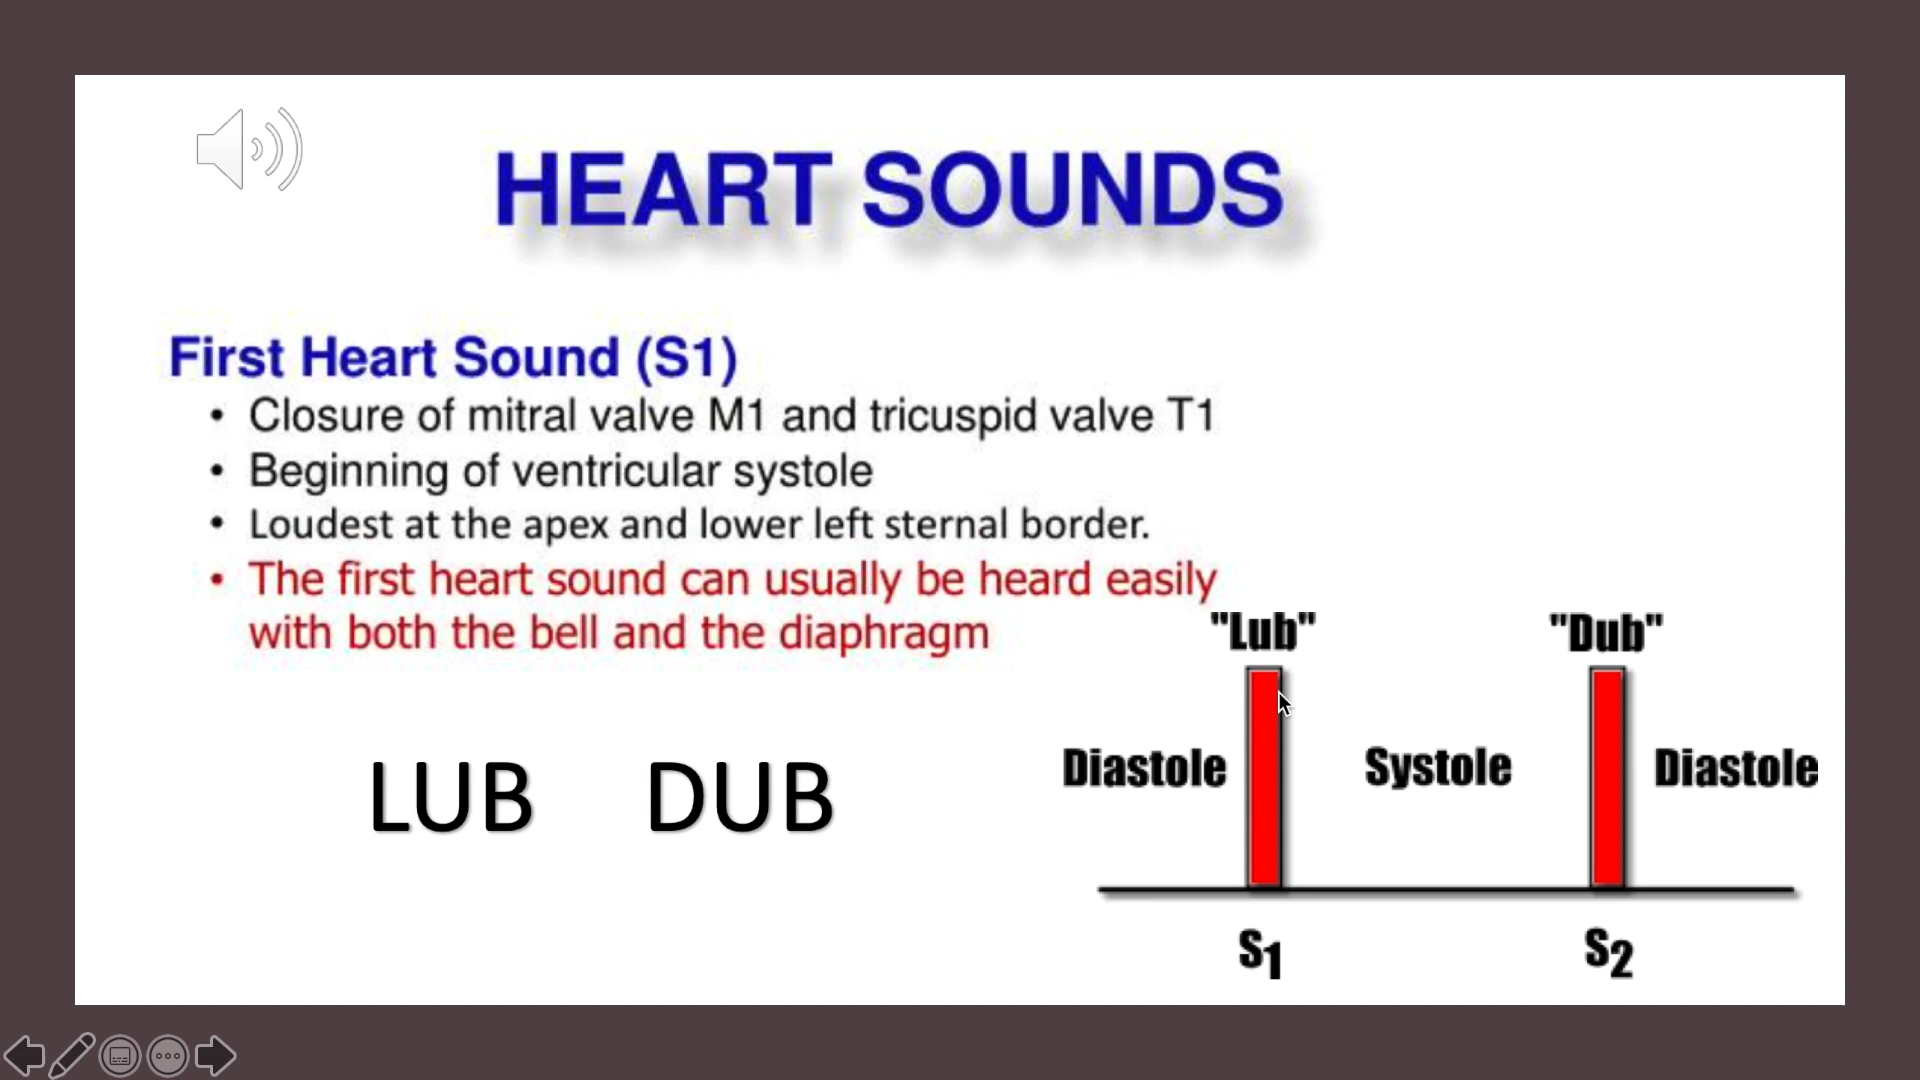 HEART SOUNDS
First Heart Sound (S1)
• Closure of mitral valve M1 and tricuspid valve T1
• Beginning of ventricular systole
• Loudest at the apex and lower left sternal border.
• The first heart sound can usually be heard easily
with both the bell and the diaphragm
LUB DUB
"Lub" "Dub"
Diastole Systole Diastole
S1 S2